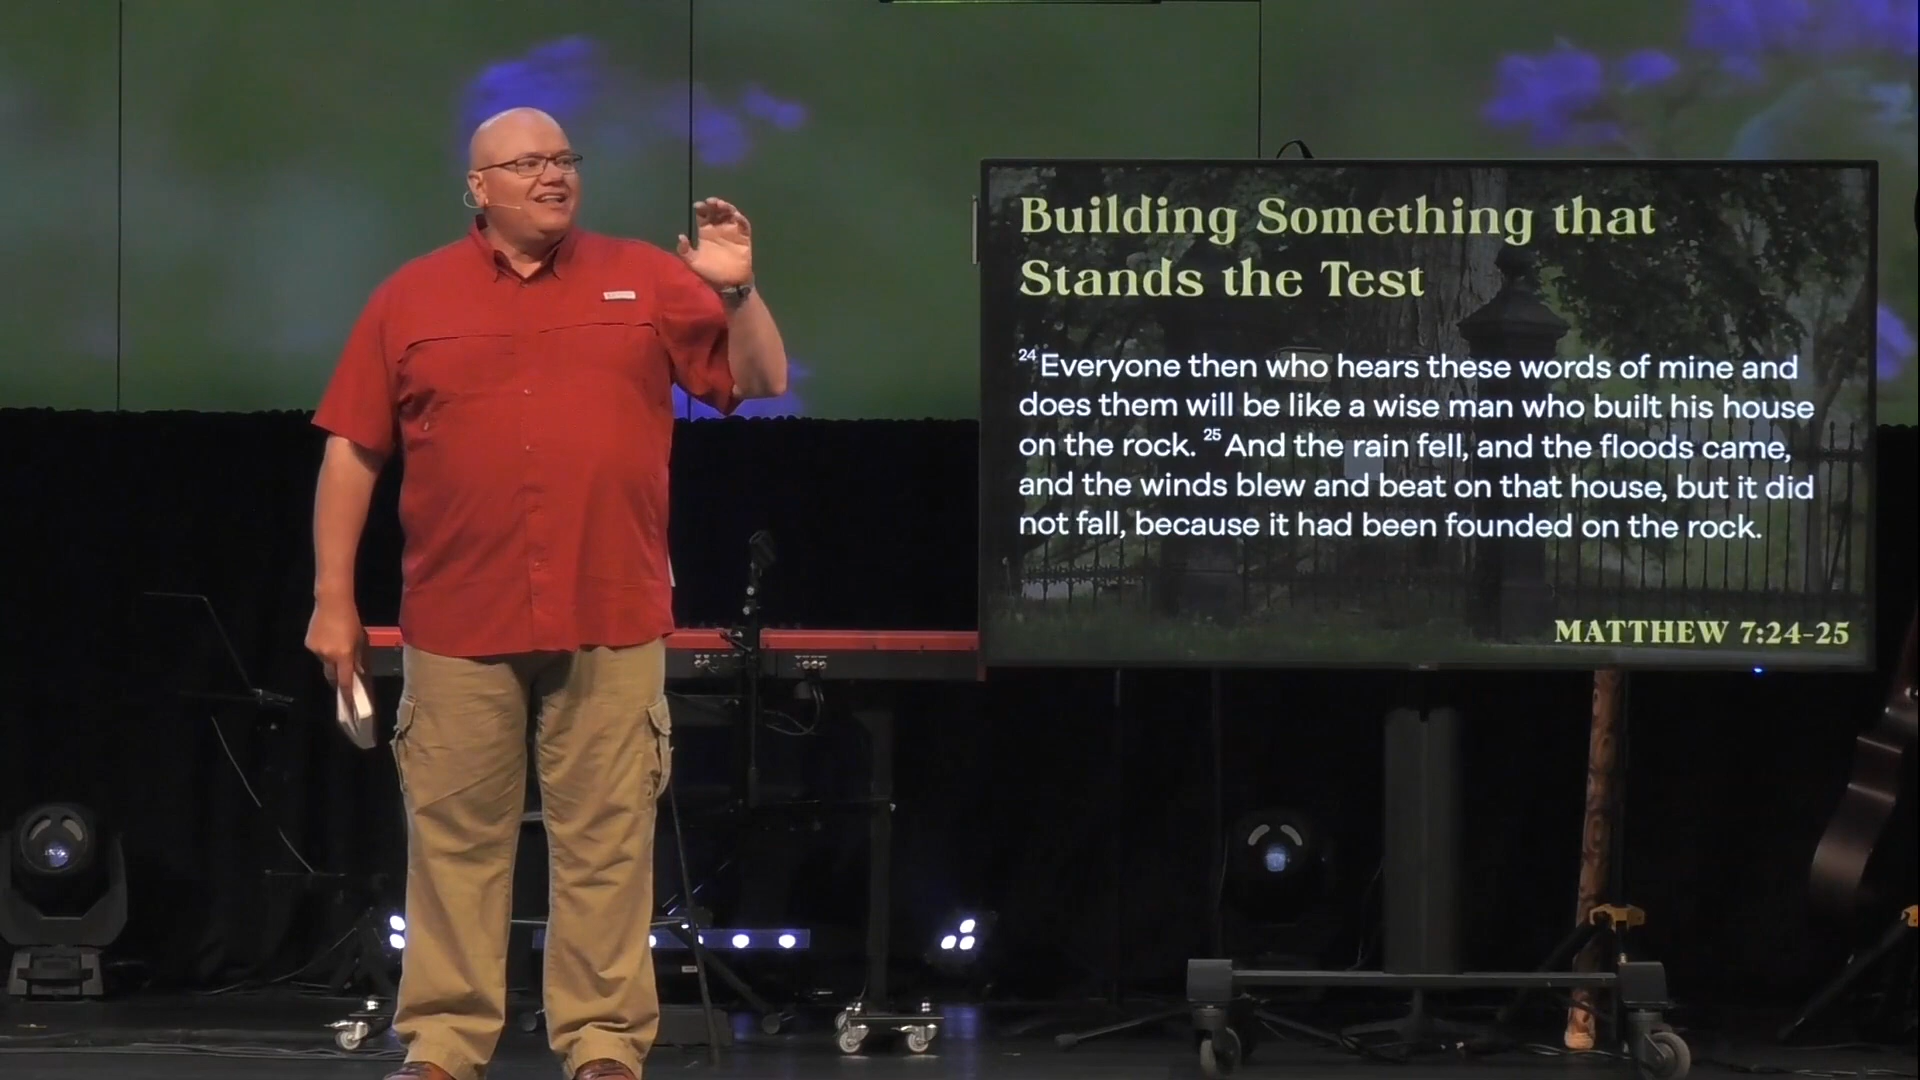 Building Something that
Stands the Test
24 Everyone then who hears these words of mine and
does them will be like a wise man who built his house
on the rock. 25 And the rain fell, and the floods came,
and the winds blew and beat on that house, but it did
not fall, because it had been founded on the rock.
MATTHEW 7:24-25